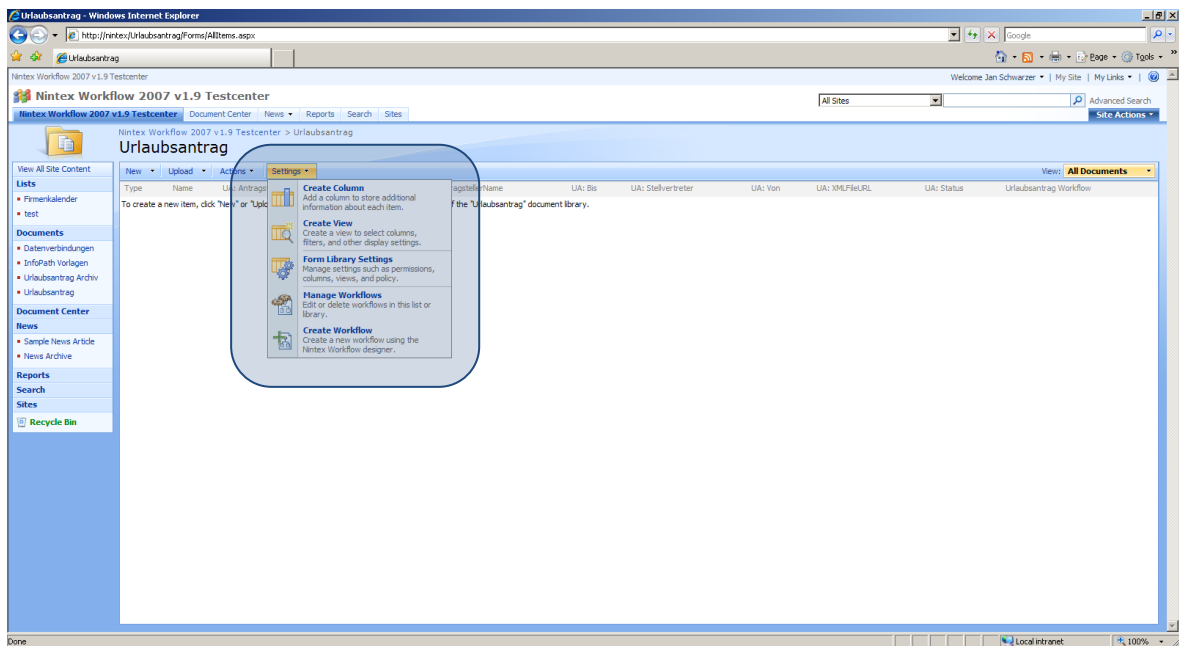 Urlaubsantrag - Windows Internet Explorer
http://nintex/Urlaubsantrag/Forms/AllItems.aspx
Google
Urlaubsantrag
Page
Tools
Nintex Workflow 2007 v1.9 Testcenter
Welcome Jan Schwarzer | My Site | My Links |
Nintex Workflow 2007 v1.9 Testcenter
All Sites
Advanced Search
Nintex Workflow 2007 v1.9 Testcenter Document Center News Reports Search Sites
Site Actions
Nintex Workflow 2007 v1.9 Testcenter > Urlaubsantrag
Urlaubsantrag
View All Site Content
New Upload Actions Settings
View: All Documents
Type Name UA: Antrags ragstellerName UA: Bis UA: Stellvertreter UA: Von UA: XMLFileURL UA: Status Urlaubsantrag Workflow
To create a new item, click "New" or "Uplo f the "Urlaubsantrag" document library.
Create Column
Add a column to store additional
information about each item.
Create View
Create a view to select columns,
filters, and other display settings.
Form Library Settings
Manage settings such as permissions,
columns, views, and policy.
Manage Workflows
Edit or delete workflows in this list or
library.
Create Workflow
Create a new workflow using the
Nintex Workflow designer.
Lists
Firmenkalender
test
Documents
Datenverbindungen
InfoPath Vorlagen
Urlaubsantrag Archiv
Urlaubsantrag
Document Center
News
Sample News Article
News Archive
Reports
Search
Sites
Recycle Bin
Done
Local intranet
100%